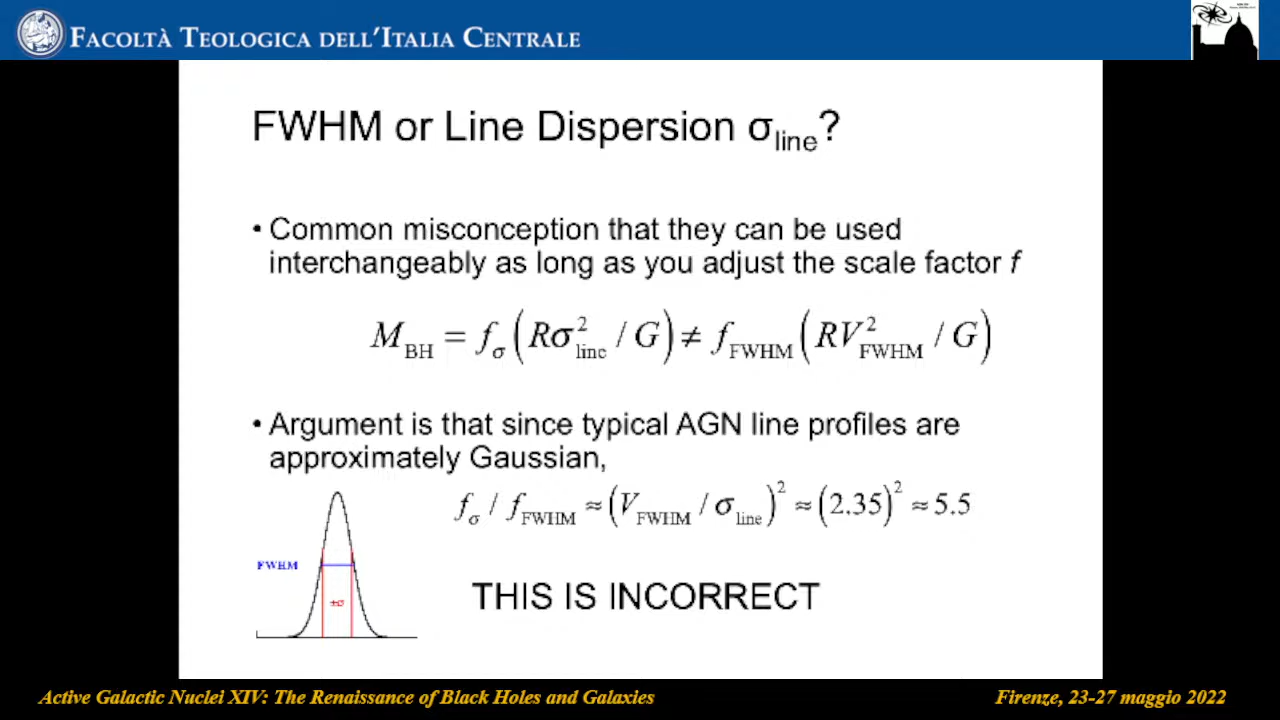 FACOLTÀ TEOLOGICA DELL'ITALIA CENTRALE
FWHM or Line Dispersion σ_line?
• Common misconception that they can be used
interchangeably as long as you adjust the scale factor f
M_BH = f_σ (Rσ²_line / G) ≠ f_FWHM (RV²_FWHM / G)
• Argument is that since typical AGN line profiles are
approximately Gaussian,
f_σ / f_FWHM ≈ (V_FWHM / σ_line)² ≈ (2.35)² ≈ 5.5
FWHM
±σ
THIS IS INCORRECT
Active Galactic Nuclei XIV: The Renaissance of Black Holes and Galaxies
Firenze, 23-27 maggio 2022